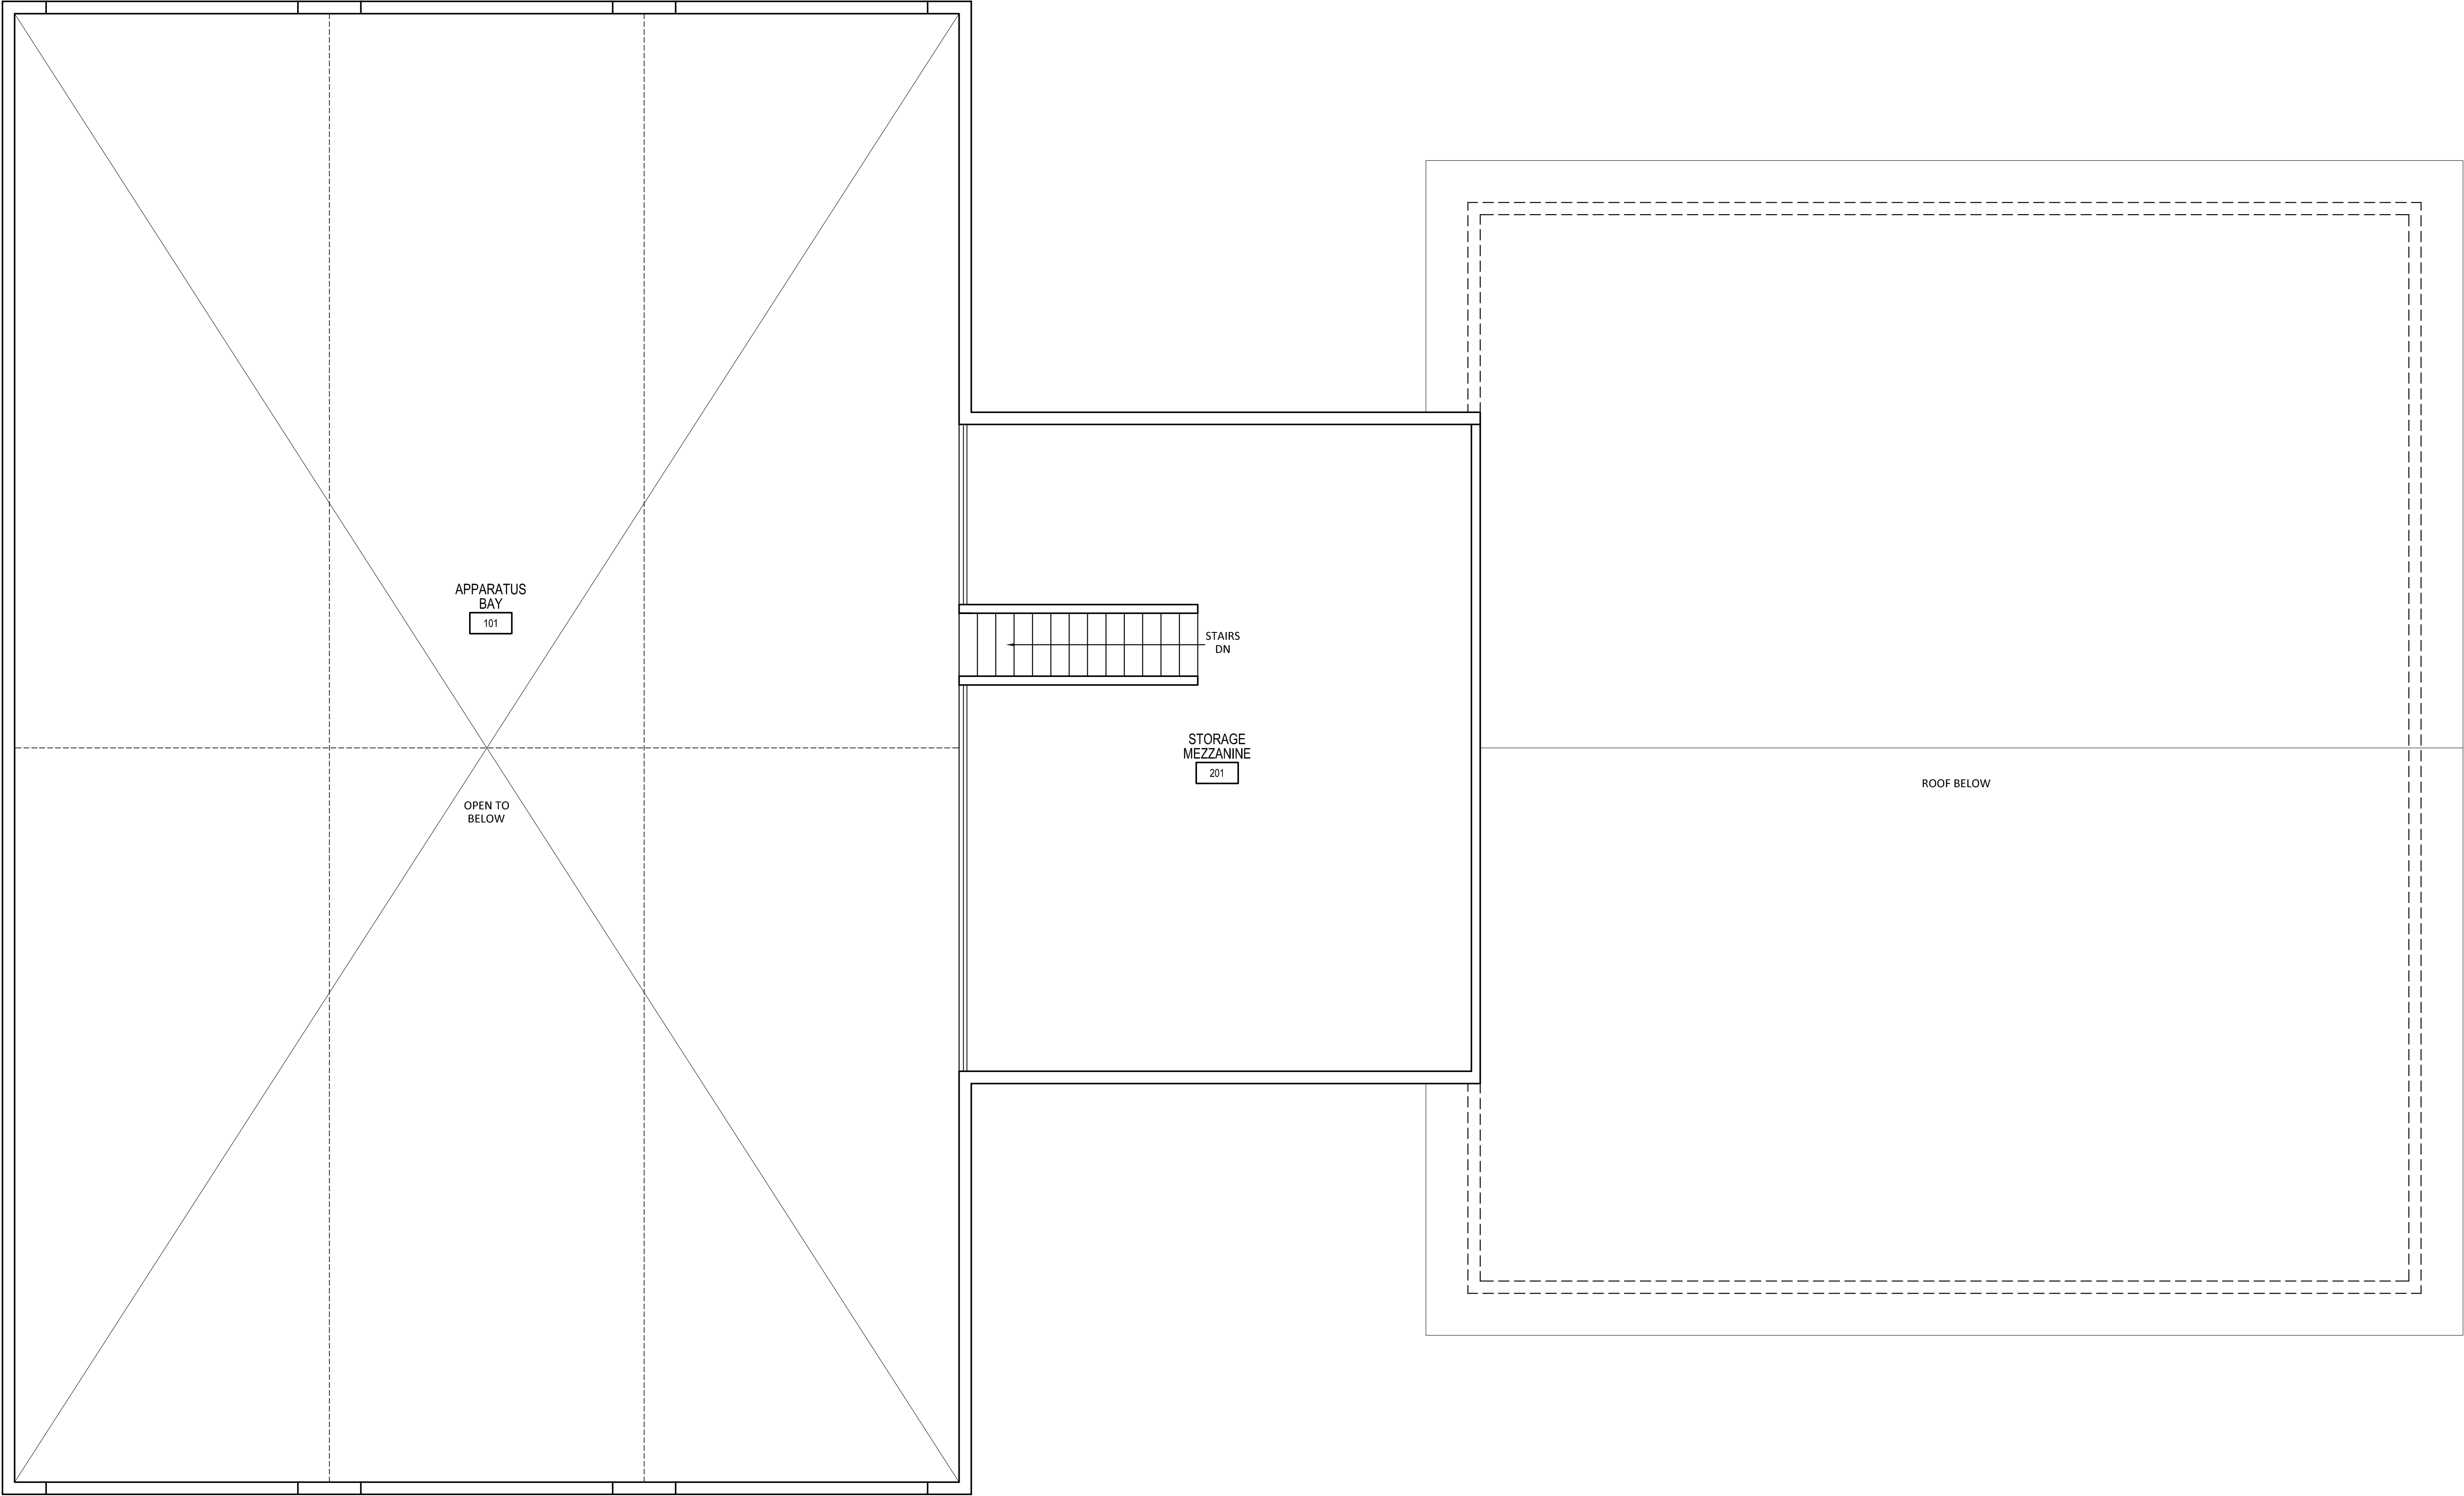 APPARATUS
BAY
101
STAIRS
DN
STORAGE
MEZZANINE
201
OPEN TO
BELOW
ROOF BELOW